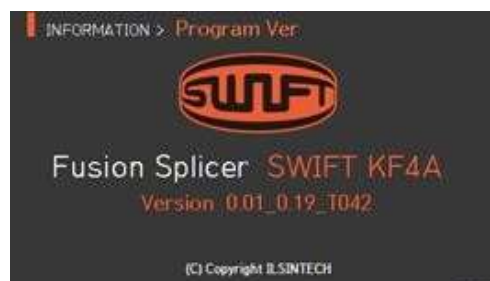 INFORMATION > Program Ver
SWIFT
Fusion Splicer SWIFT KF4A
Version 0.01_0.19_T042
(C) Copyright ILSINTECH